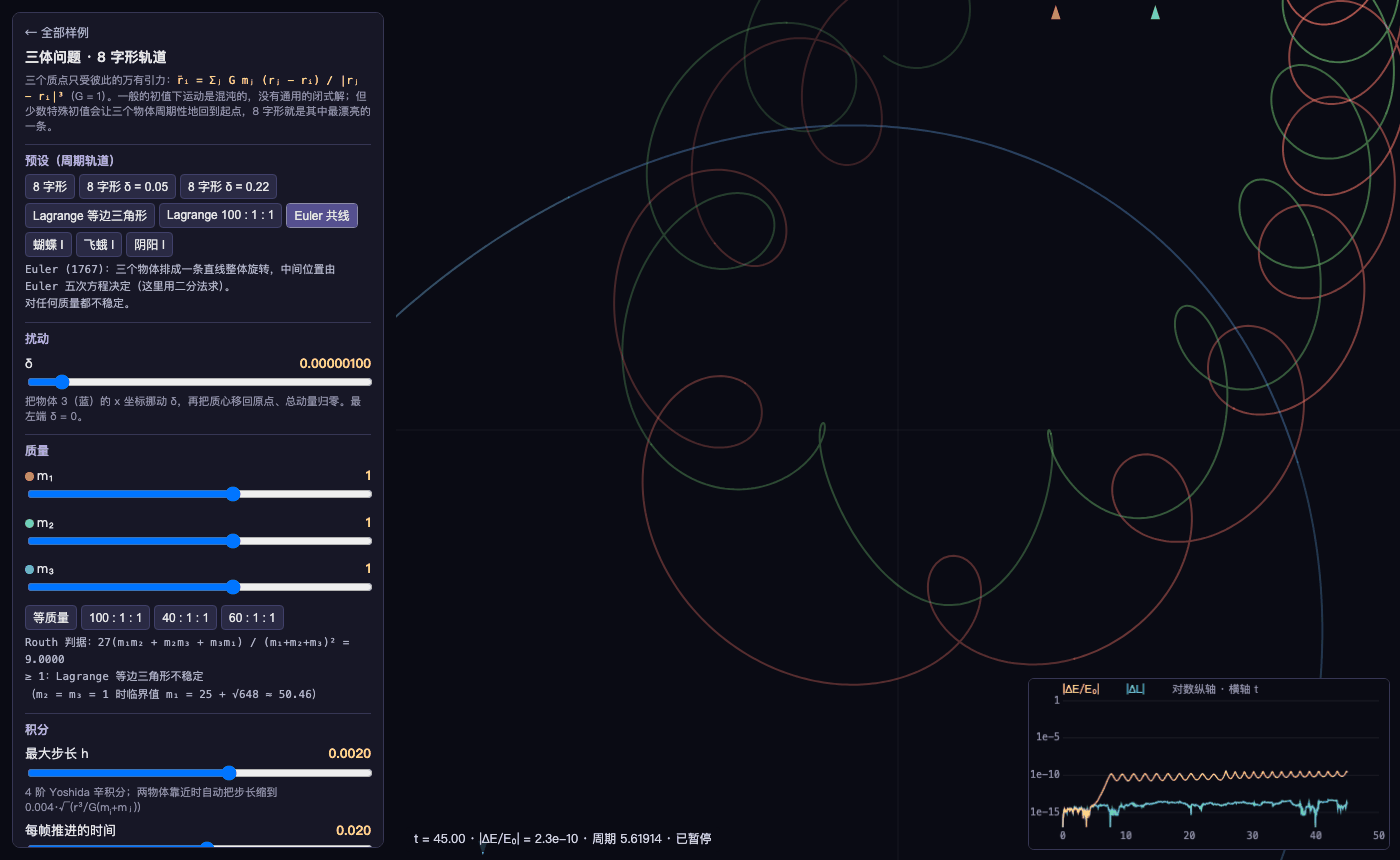 ← 全部样例
三体问题 · 8 字形轨道
三个质点只受彼此的万有引力：r̈ᵢ = Σⱼ G mⱼ (rⱼ − rᵢ) / |rⱼ
− rᵢ|³（G = 1）。一般的初值下运动是混沌的，没有通用的闭式解；但
少数特殊初值会让三个物体周期性地回到起点，8 字形就是其中最漂亮的
一条。
预设（周期轨道）
8 字形 8 字形 δ = 0.05 8 字形 δ = 0.22
Lagrange 等边三角形 Lagrange 100 : 1 : 1 Euler 共线
蝴蝶 I 飞蛾 I 阴阳 I
Euler (1767)：三个物体排成一条直线整体旋转，中间位置由
Euler 五次方程决定（这里用二分法求）。
对任何质量都不稳定。
扰动
δ 0.00000100
把物体 3（蓝）的 x 坐标挪动 δ，再把质心移回原点、总动量归零。最
左端 δ = 0。
质量
m₁ 1
m₂ 1
m₃ 1
等质量 100 : 1 : 1 40 : 1 : 1 60 : 1 : 1
Routh 判据：27(m₁m₂ + m₂m₃ + m₃m₁) / (m₁+m₂+m₃)² =
9.0000
≥ 1：Lagrange 等边三角形不稳定
（m₂ = m₃ = 1 时临界值 m₁ = 25 + √648 ≈ 50.46）
积分
最大步长 h 0.0020
4 阶 Yoshida 辛积分；两物体靠近时自动把步长缩到
0.004·√(r³/G(mᵢ+mⱼ))
每帧推进的时间 0.020
t = 45.00 · |ΔE/E₀| = 2.3e−10 · 周期 5.61914 · 已暂停
|ΔE/E₀| |ΔL| 对数纵轴 · 横轴 t
1
1e-5
1e-10
1e-15
0 10 20 30 40 50